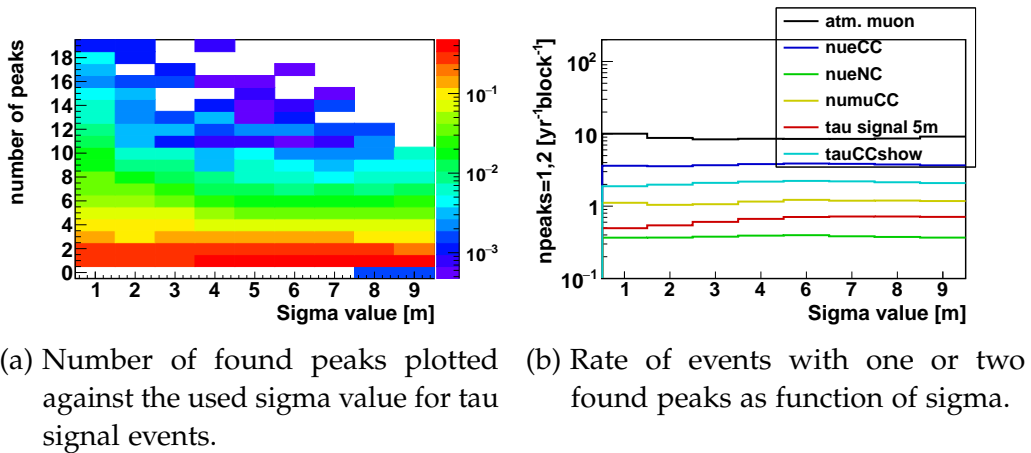 number of peaks
18
16
14
12
10
8
6
4
2
0
1 2 3 4 5 6 7 8 9
Sigma value [m]
10⁻¹
10⁻²
10⁻³
npeaks=1,2 [yr⁻¹block⁻¹]
10²
10
1
10⁻¹
1 2 3 4 5 6 7 8 9
Sigma value [m]
atm. muon
nueCC
nueNC
numuCC
tau signal 5m
tauCCshow
(a) Number of found peaks plotted
against the used sigma value for tau
signal events.
(b) Rate of events with one or two
found peaks as function of sigma.